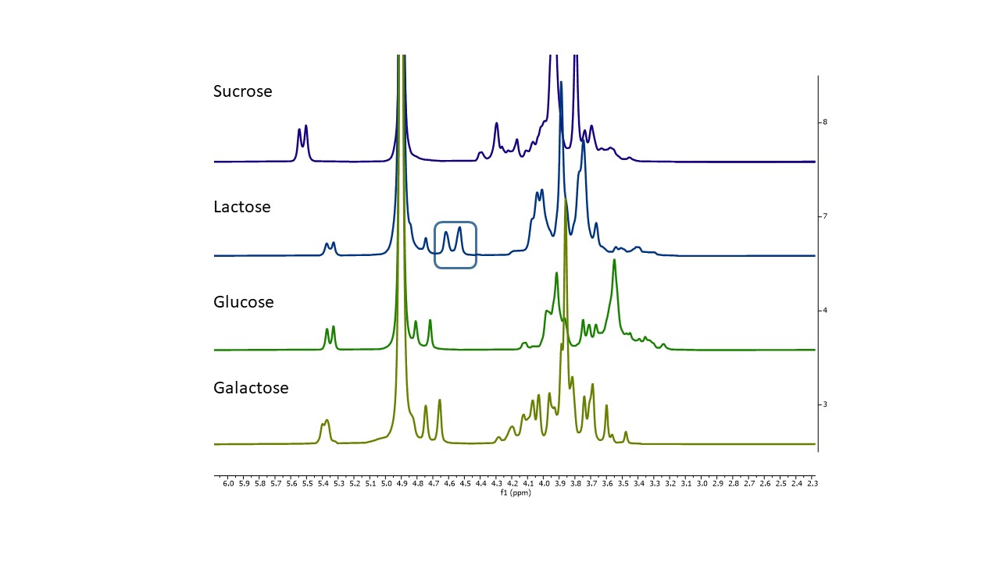 Sucrose
8
Lactose
7
Glucose
4
Galactose
3
6.0 5.9 5.8 5.7 5.6 5.5 5.4 5.3 5.2 5.1 5.0 4.9 4.8 4.7 4.6 4.5 4.4 4.3 4.2 4.1 4.0 3.9 3.8 3.7 3.6 3.5 3.4 3.3 3.2 3.1 3.0 2.9 2.8 2.7 2.6 2.5 2.4 2.3
f1 (ppm)